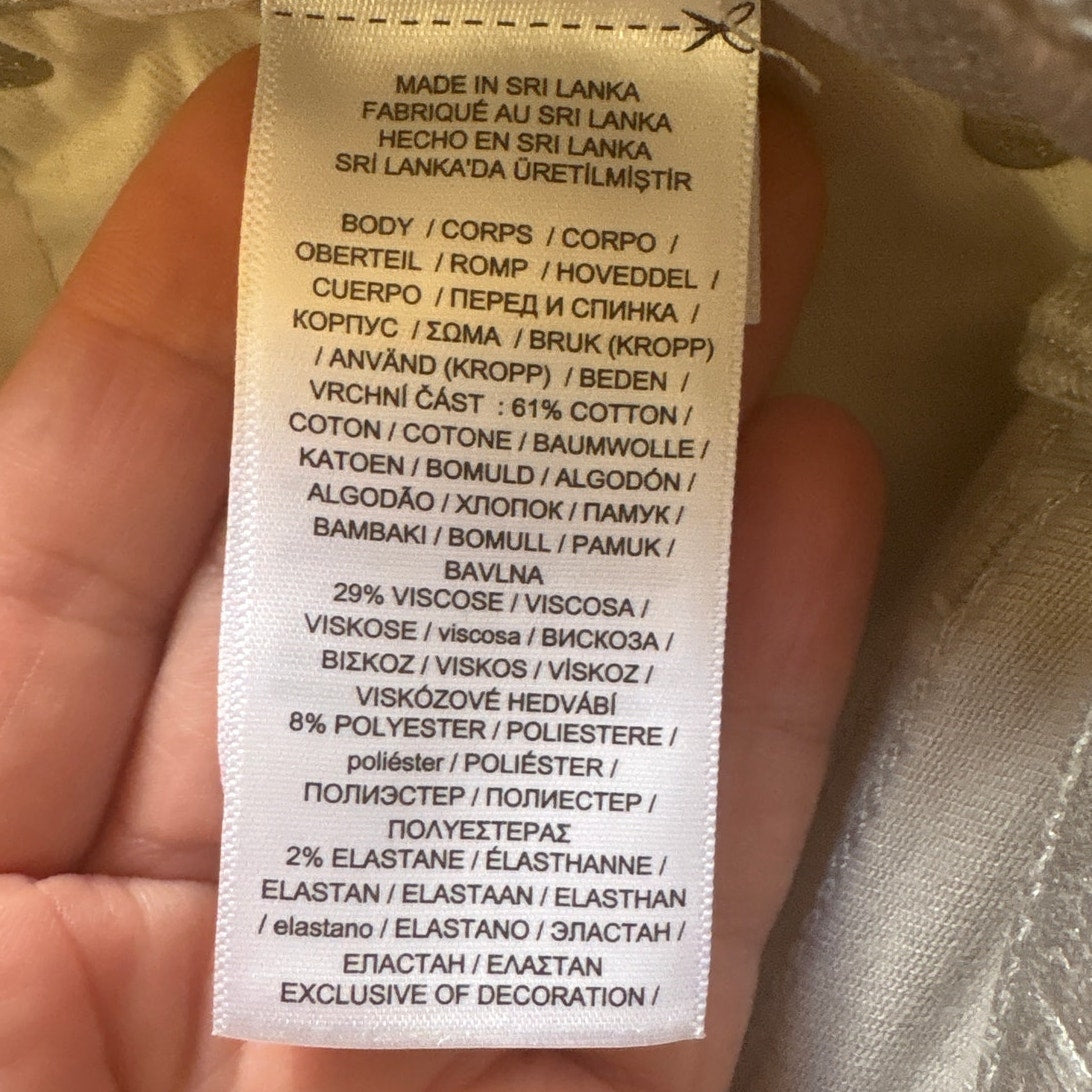 MADE IN SRI LANKA
FABRIQUÉ AU SRI LANKA
HECHO EN SRI LANKA
SRİ LANKA'DA ÜRETİLMİŞTİR
BODY / CORPS / CORPO /
OBERTEIL / ROMP / HOVEDDEL /
CUERPO / ПЕРЕД И СПИНКА /
КОРПУС / ΣΩΜΑ / BRUK (KROPP)
/ ANVÄND (KROPP) / BEDEN /
VRCHNÍ ČÁST : 61% COTTON /
COTON / COTONE / BAUMWOLLE /
KATOEN / BOMULD / ALGODÓN /
ALGODÃO / ХЛОПОК / ПАМУК /
ΒΑΜΒΑΚΙ / BOMULL / PAMUK /
BAVLNA
29% VISCOSE / VISCOSA /
VISKOSE / viscosa / ВИСКОЗА /
ΒΙΣΚΟΖ / VISKOS / VİSKOZ /
VISKÓZOVÉ HEDVÁBÍ
8% POLYESTER / POLIESTERE /
poliéster / POLIÉSTER /
ПОЛИЭСТЕР / ПОЛИЕСТЕР /
ΠΟΛΥΕΣΤΕΡΑΣ
2% ELASTANE / ÉLASTHANNE /
ELASTAN / ELASTAAN / ELASTHAN
/ elastano / ELASTANO / ЭЛАСТАН /
ЕЛАСТАН / ΕΛΑΣΤΑΝ
EXCLUSIVE OF DECORATION /